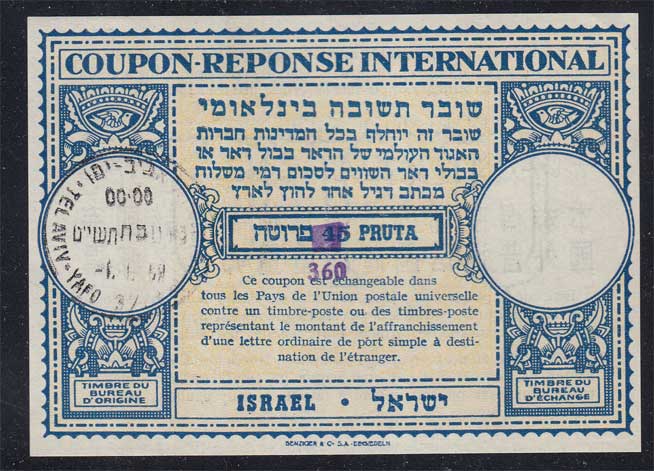 COUPON-REPONSE INTERNATIONAL
שובר תשובה בינלאומי
שובר זה יוחלף בכל המדינות חברות
האגוד העולמי של הדאר בבול דאר או
בבולי דאר השווים לסכום דמי משלוח
מכתב רגיל אחד לחוץ לארץ
פרוטה 45 PRUTA
360
Ce coupon est échangeable dans
tous les Pays de l'Union postale universelle
contre un timbre-poste ou des timbres-poste
représentant le montant de l'affranchissement
d'une lettre ordinaire de port simple à desti-
nation de l'étranger.
TEL AVIV-YAFO
00·00
37
TIMBRE DU
BUREAU
D'ORIGINE
TIMBRE DU
BUREAU
D'ÉCHANGE
ISRAEL • ישראל
BENZIGER & Co S.A. - EINSIEDELN